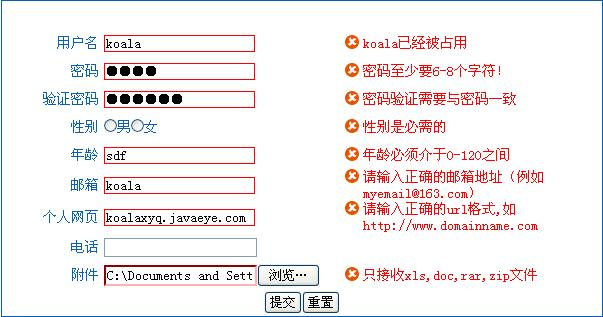 用户名 koala koala已经被占用
密码 ●●●● 密码至少要6-8个字符!
验证密码 ●●●●●● 密码验证需要与密码一致
性别 男 女 性别是必需的
年龄 sdf 年龄必须介于0-120之间
邮箱 koala 请输入正确的邮箱地址（例如
myemail@163.com）
个人网页 koalaxyq.javaeye.com 请输入正确的url格式,如
http://www.domainname.com
电话
附件 C:\Documents and Sett 浏览… 只接收xls,doc,rar,zip文件
提交 重置